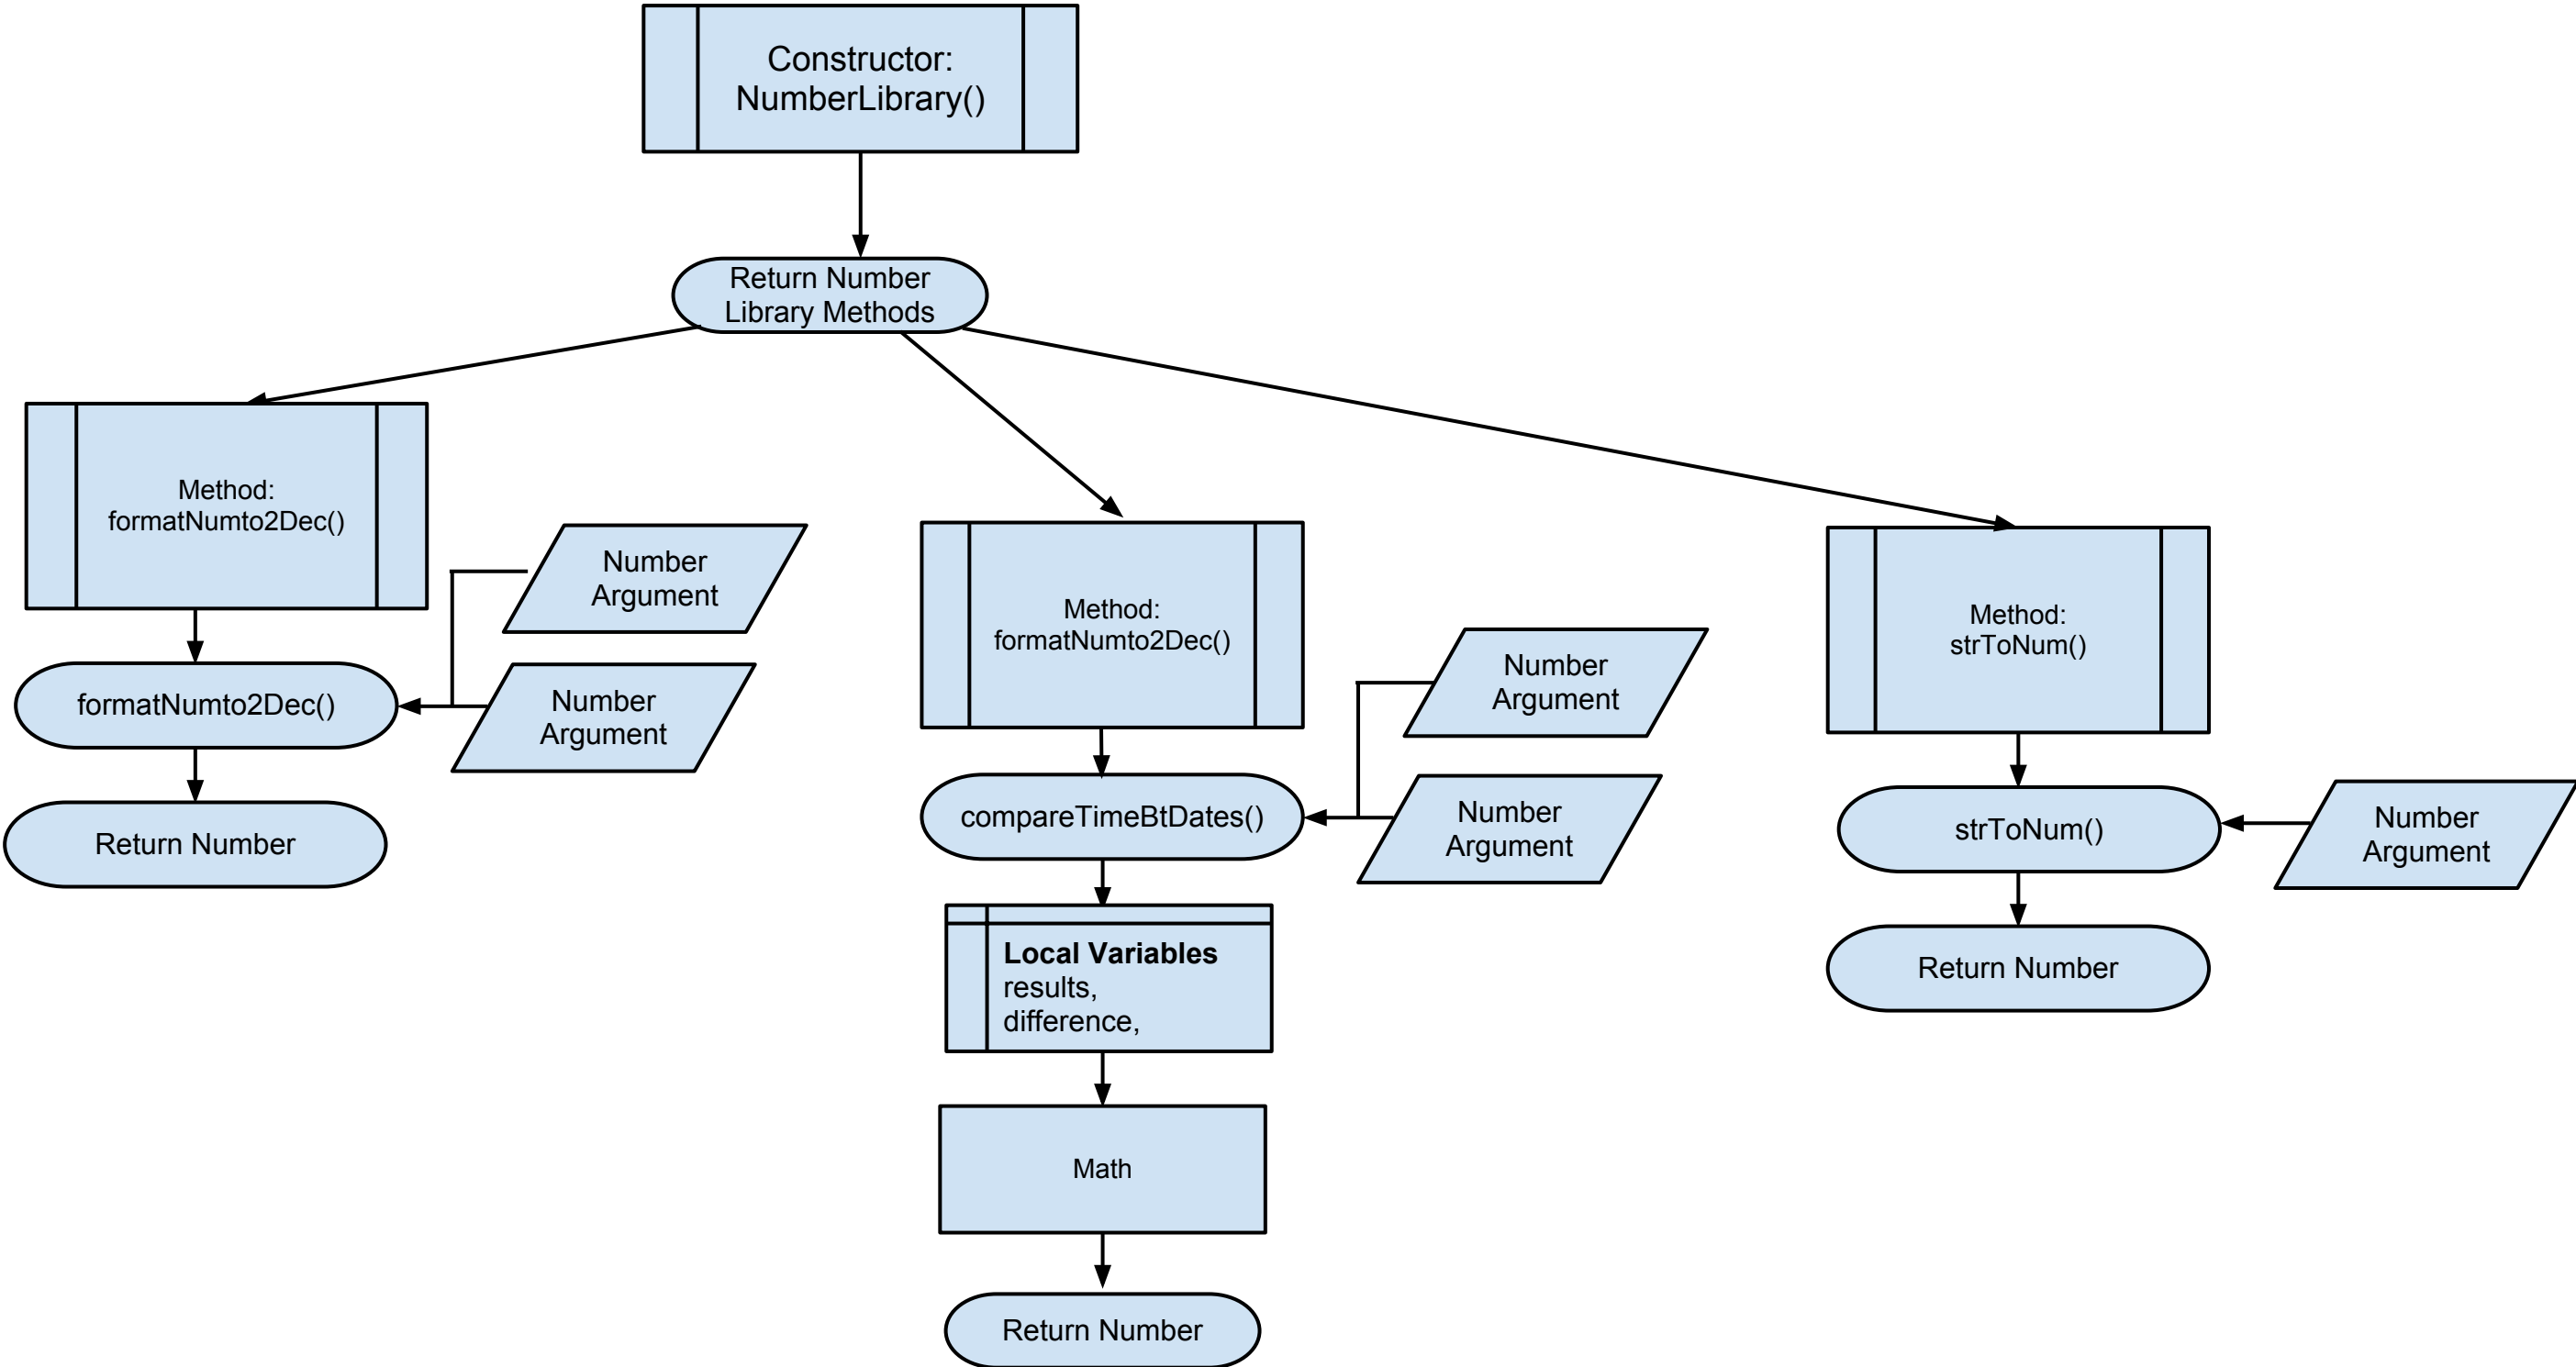 Constructor:
NumberLibrary()
Return Number
Library Methods
Method:
formatNumto2Dec()
Number
Argument
formatNumto2Dec()
Number
Argument
Return Number
Method:
formatNumto2Dec()
Number
Argument
compareTimeBtDates()
Number
Argument
Local Variables
results,
difference,
Math
Return Number
Method:
strToNum()
strToNum()
Number
Argument
Return Number